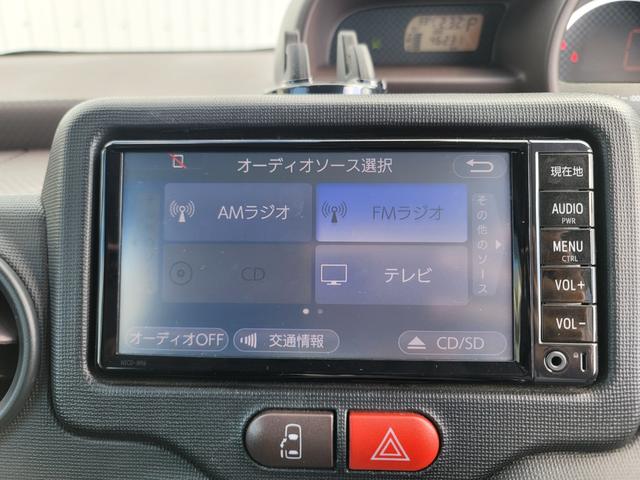 オーディオソース選択
AMラジオ
FMラジオ
CD
テレビ
その他のソース
オーディオOFF
交通情報
CD/SD
現在地
AUDIO
PWR
MENU
CTRL
VOL+
VOL-
P